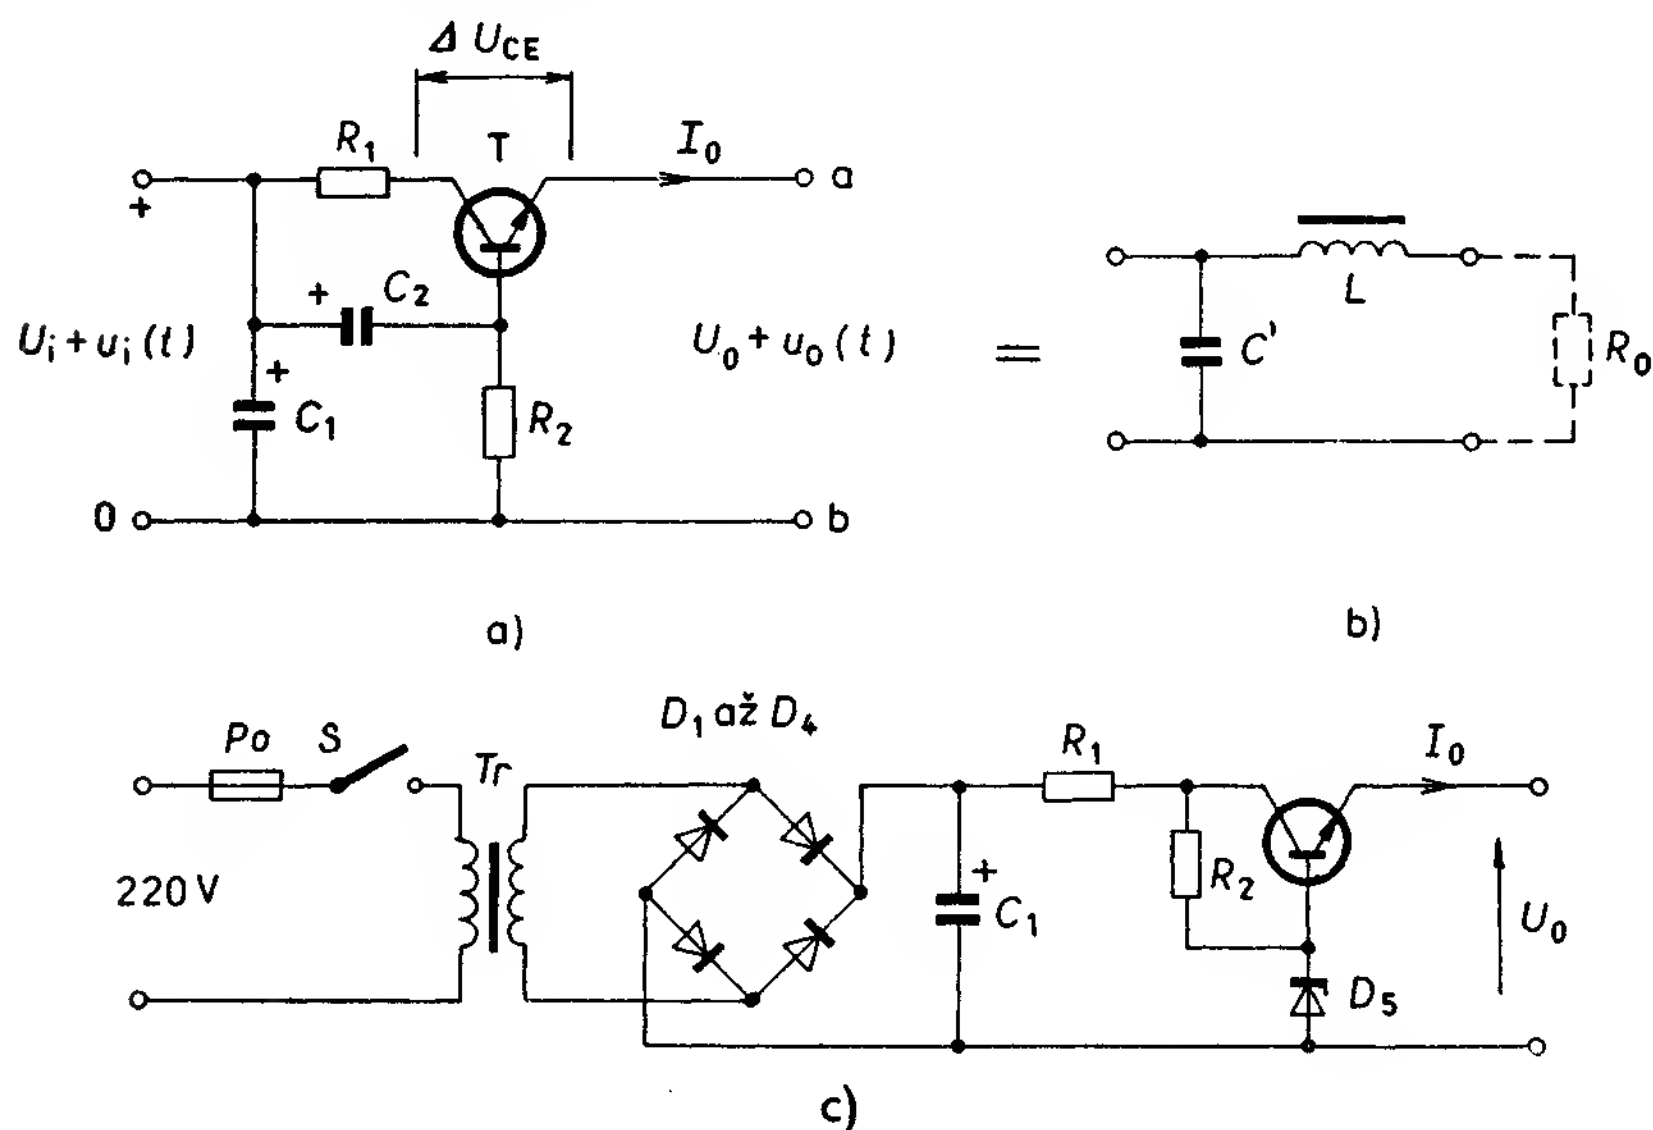 Δ U_CE
R₁
T
I₀
a
+
+
C₂
U_i + u_i (t)
+
C₁
R₂
U₀ + u₀ (t)
=
L
C'
R₀
0
b
a)
b)
D₁ až D₄
Po
S
Tr
R₁
I₀
220 V
+
C₁
R₂
D₅
U₀
c)